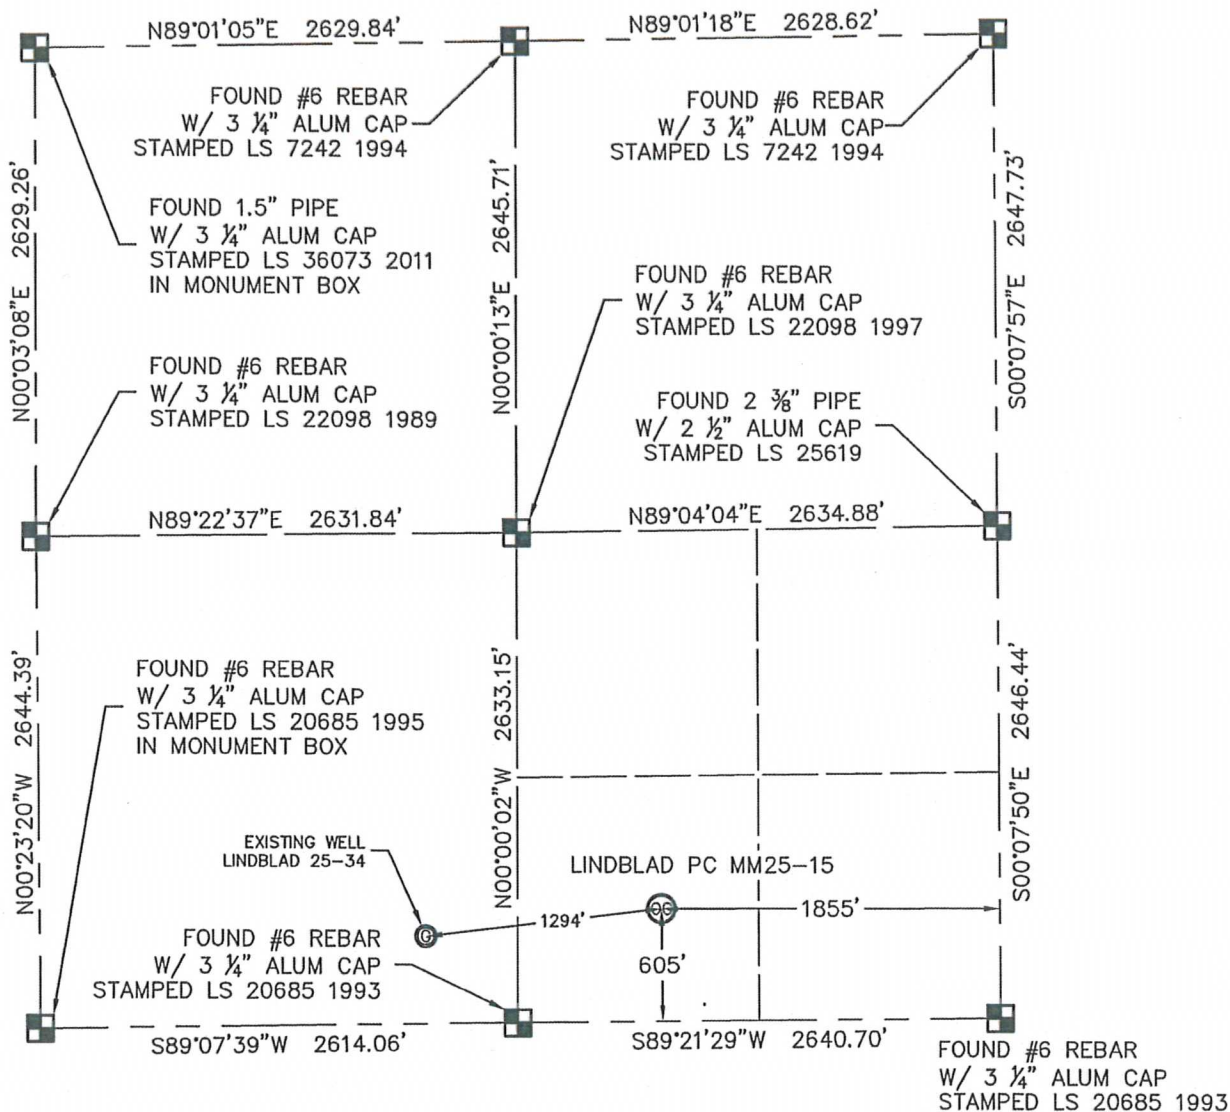 N89°01'05"E 2629.84'
N89°01'18"E 2628.62'
FOUND #6 REBAR
W/ 3 ¼" ALUM CAP
STAMPED LS 7242 1994
FOUND #6 REBAR
W/ 3 ¼" ALUM CAP
STAMPED LS 7242 1994
N00°03'08"E 2629.26'
FOUND 1.5" PIPE
W/ 3 ¼" ALUM CAP
STAMPED LS 36073 2011
IN MONUMENT BOX
N00°00'13"E 2645.71'
S00°07'57"E 2647.73'
FOUND #6 REBAR
W/ 3 ¼" ALUM CAP
STAMPED LS 22098 1997
FOUND #6 REBAR
W/ 3 ¼" ALUM CAP
STAMPED LS 22098 1989
FOUND 2 ⅜" PIPE
W/ 2 ½" ALUM CAP
STAMPED LS 25619
N89°22'37"E 2631.84'
N89°04'04"E 2634.88'
N00°23'20"W 2644.39'
FOUND #6 REBAR
W/ 3 ¼" ALUM CAP
STAMPED LS 20685 1995
IN MONUMENT BOX
N00°00'02"W 2633.15'
S00°07'50"E 2646.44'
EXISTING WELL
LINDBLAD 25-34
LINDBLAD PC MM25-15
G
1294'
OG
1855'
605'
FOUND #6 REBAR
W/ 3 ¼" ALUM CAP
STAMPED LS 20685 1993
S89°07'39"W 2614.06'
S89°21'29"W 2640.70'
FOUND #6 REBAR
W/ 3 ¼" ALUM CAP
STAMPED LS 20685 1993